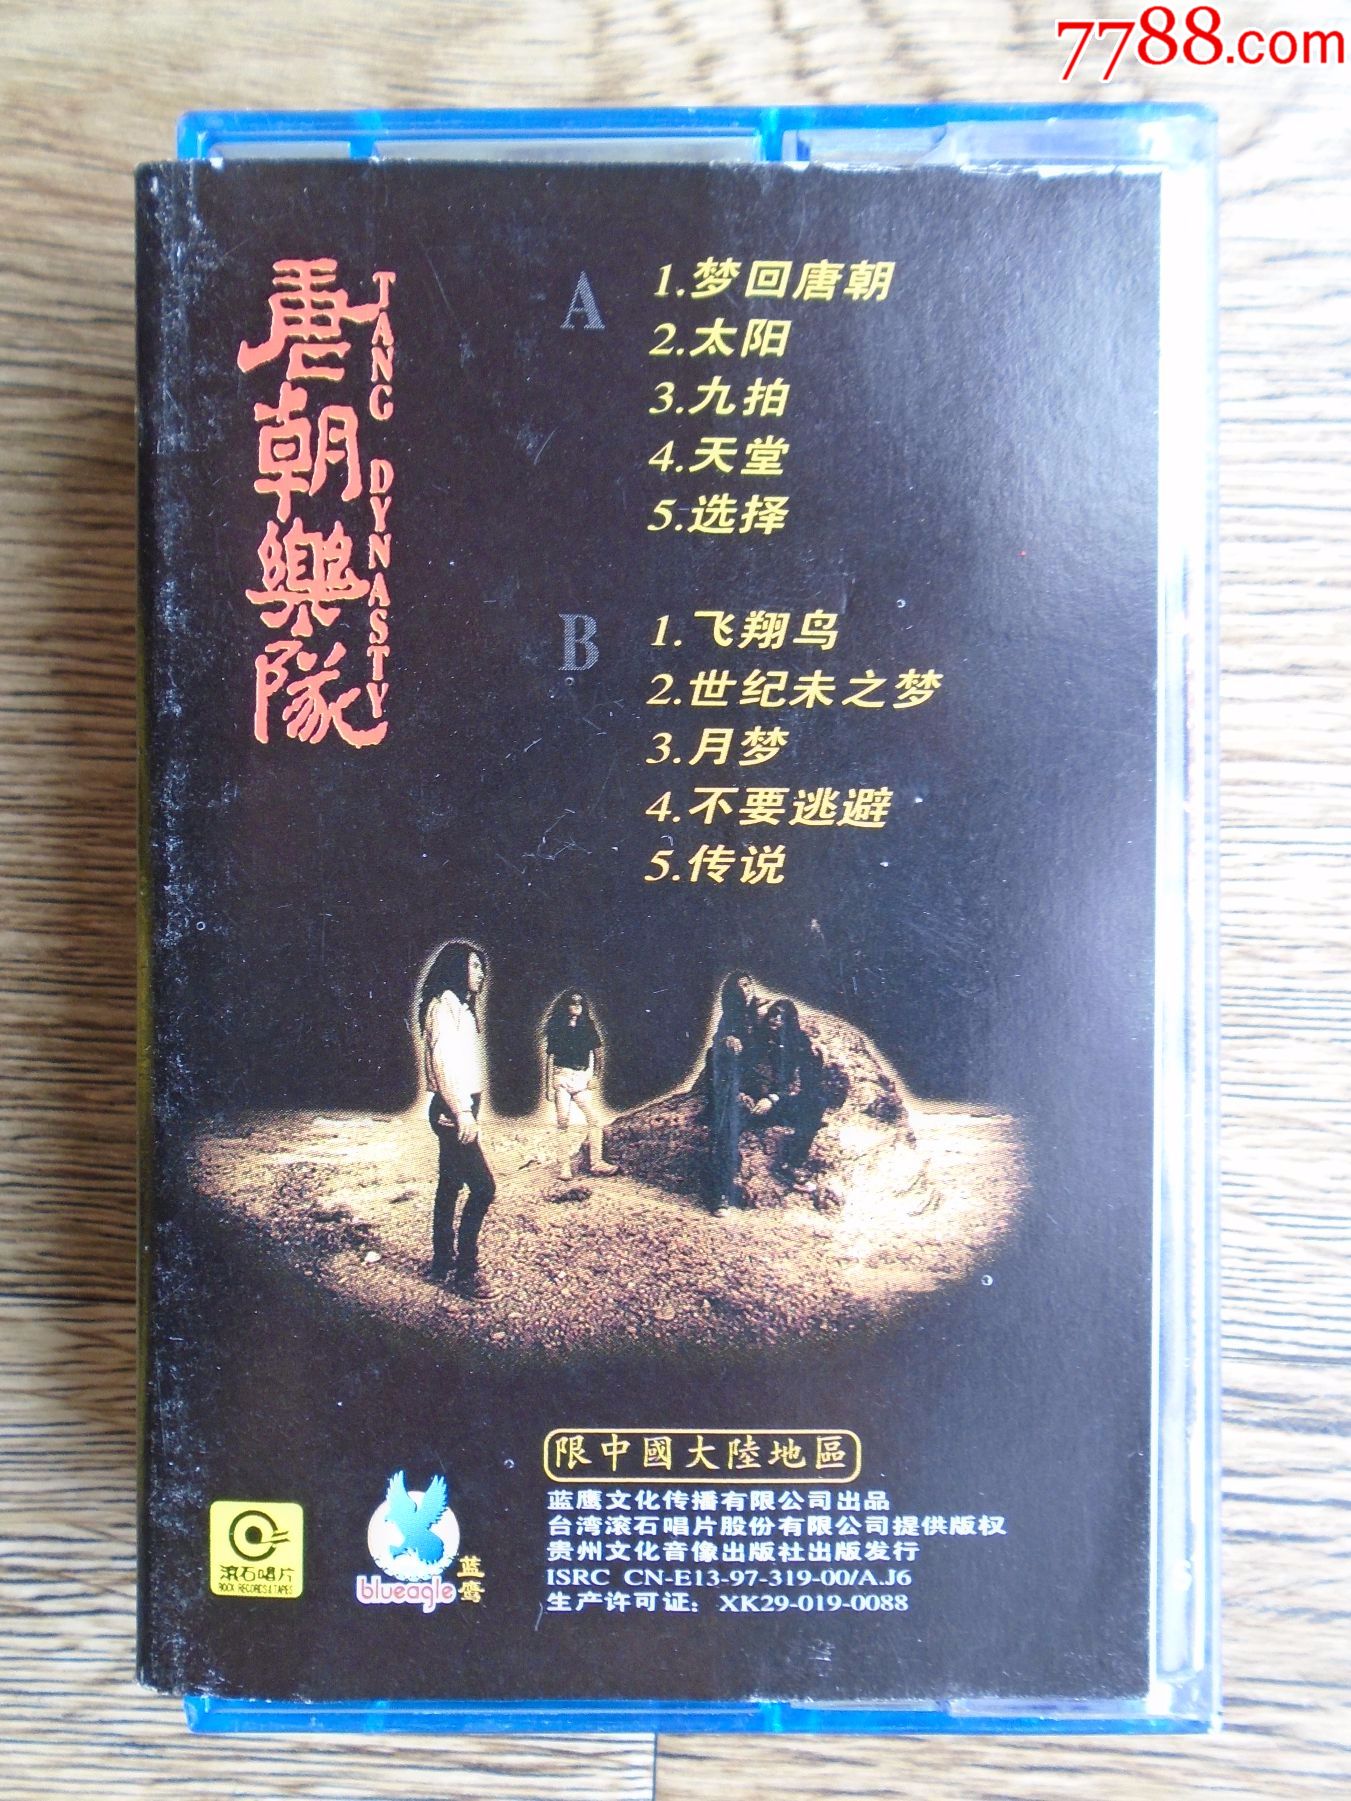 7788.com
唐朝樂隊
TANG DYNASTY
A
1.梦回唐朝
2.太阳
3.九拍
4.天堂
5.选择
B
1.飞翔鸟
2.世纪末之梦
3.月梦
4.不要逃避
5.传说
限中國大陸地區
蓝鹰文化传播有限公司出品
台湾滚石唱片股份有限公司提供版权
贵州文化音像出版社出版发行
ISRC CN-E13-97-319-00/A.J6
生产许可证：XK29-019-0088
滾石唱片
ROCK RECORDS & TAPES
blueagle
蓝鹰